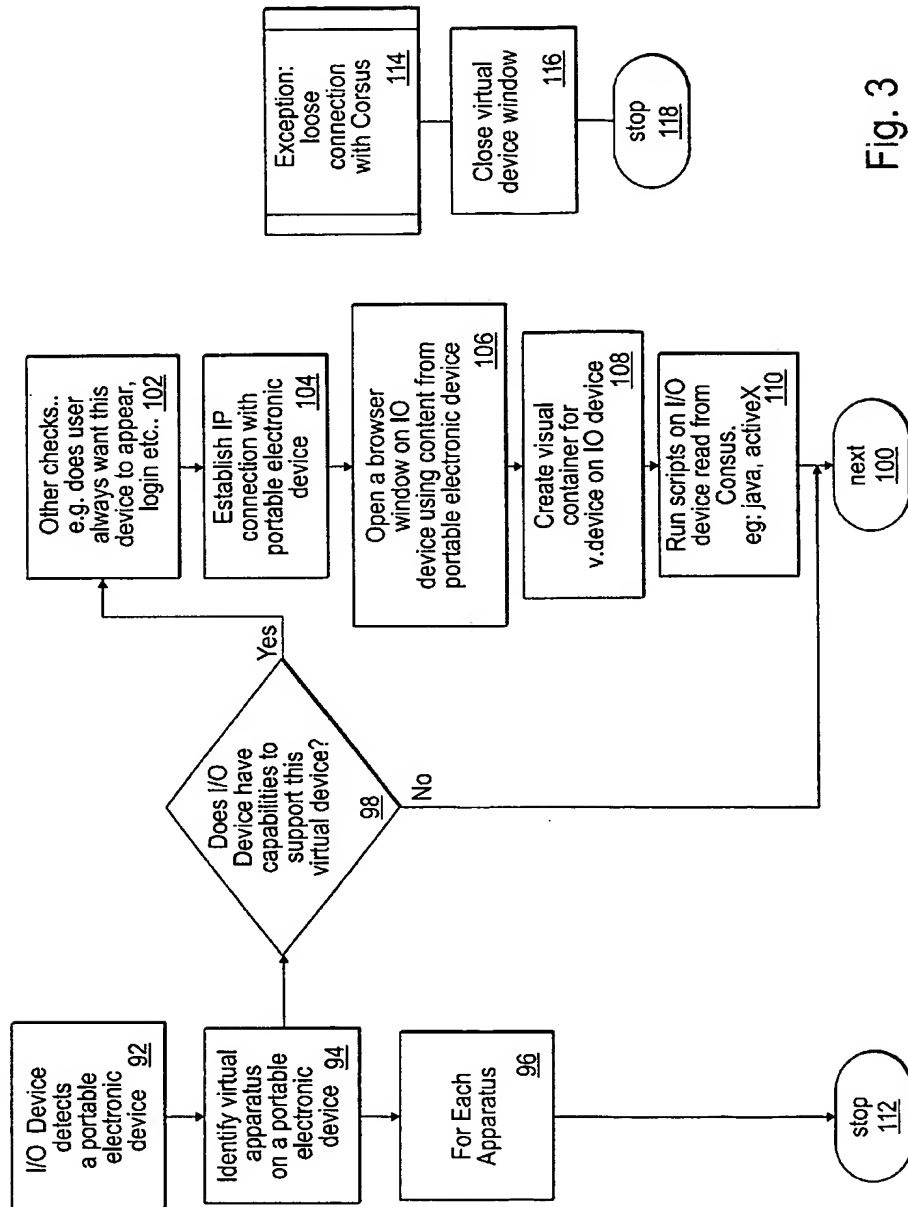 I/O Device
detects
a portable
electronic
device 92
Identify virtual
apparatus
on a portable
electronic
device 94
For Each
Apparatus
96
stop
112
Does I/O
Device have
capabilities to
support this
virtual device?
98
Yes
No
Other checks..
e.g. does user
always want this
device to appear,
login etc.. 102
Establish IP
connection with
portable electronic
device 104
Open a browser
window on IO
device using content from
portable electronic device
106
Create visual
container for
v.device on IO device
108
Run scripts on I/O
device read from
Consus.
eg: java, activeX 110
next
100
Exception:
loose
connection
with Corsus
114
Close virtual
device window
116
stop
118
Fig. 3